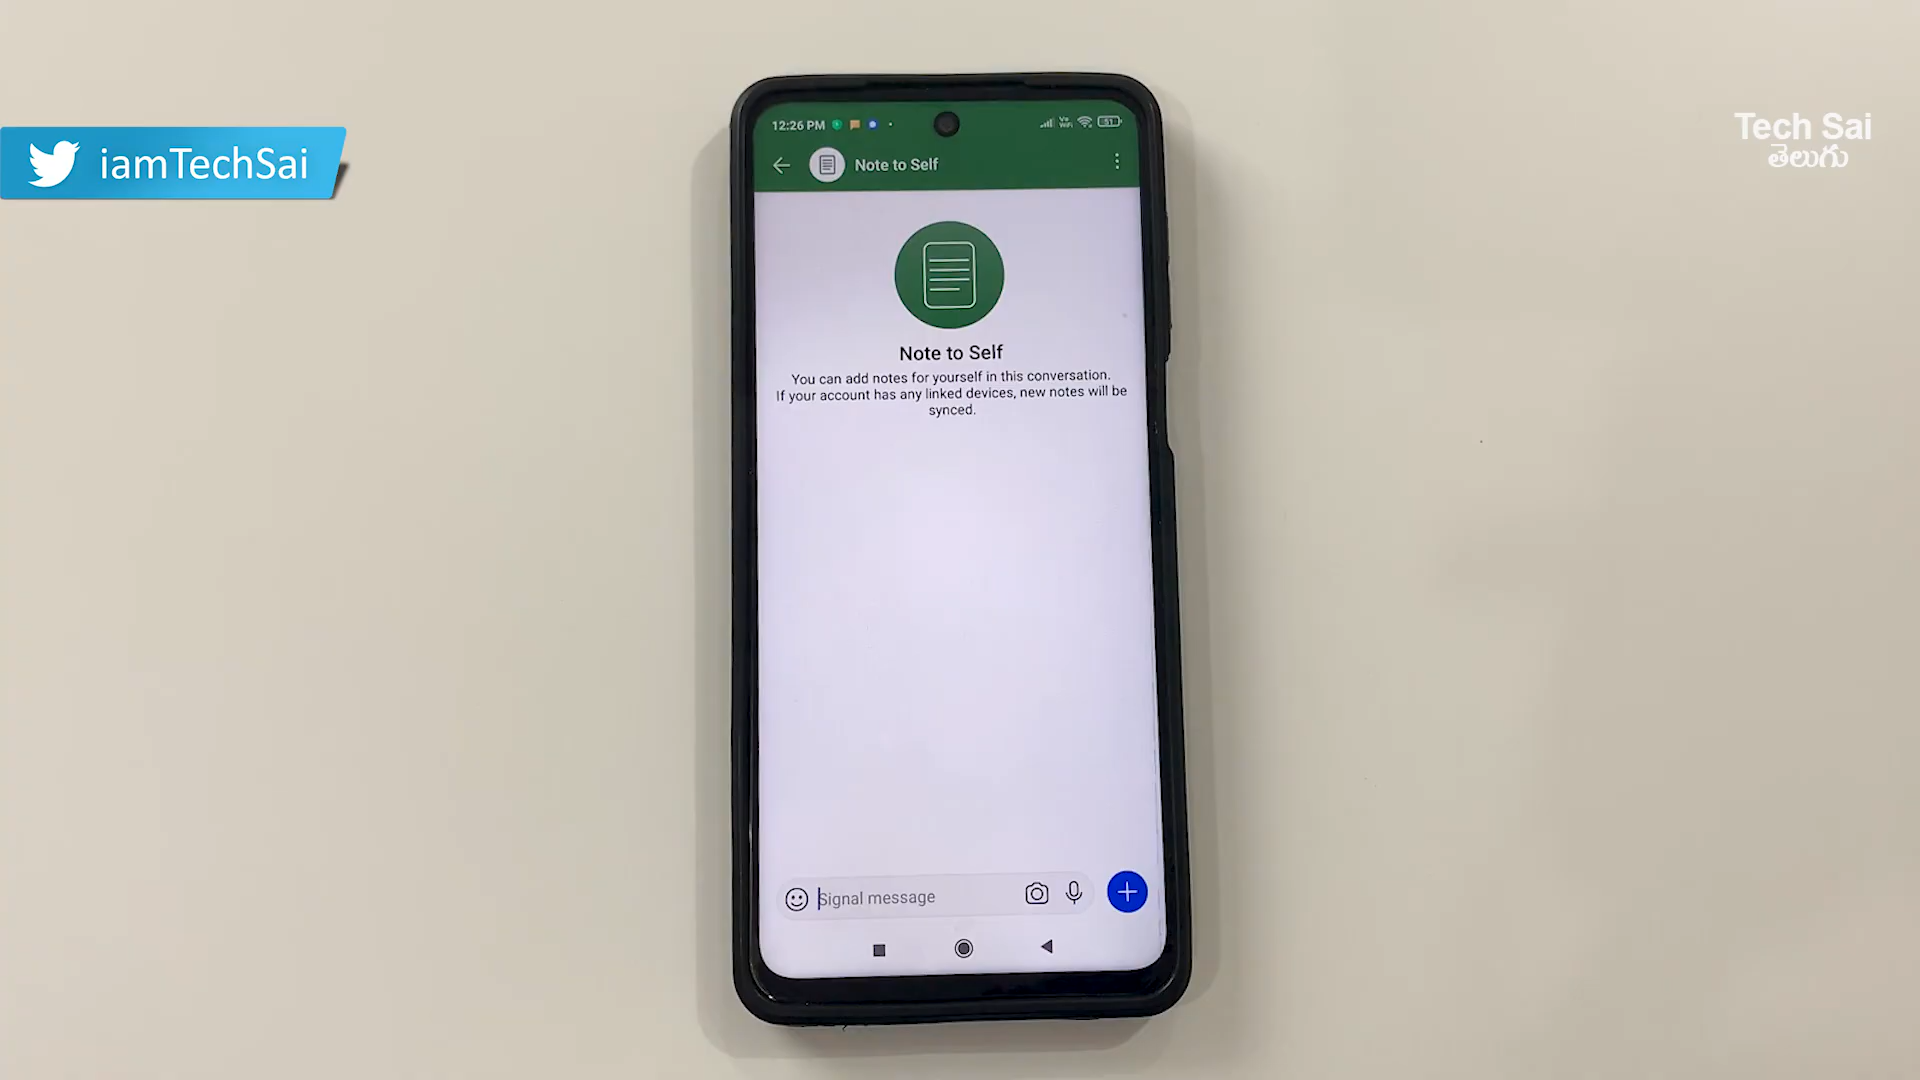 iamTechSai
Tech Sai
తెలుగు
12:26 PM
51
Note to Self
Note to Self
You can add notes for yourself in this conversation.
If your account has any linked devices, new notes will be
synced.
Signal message